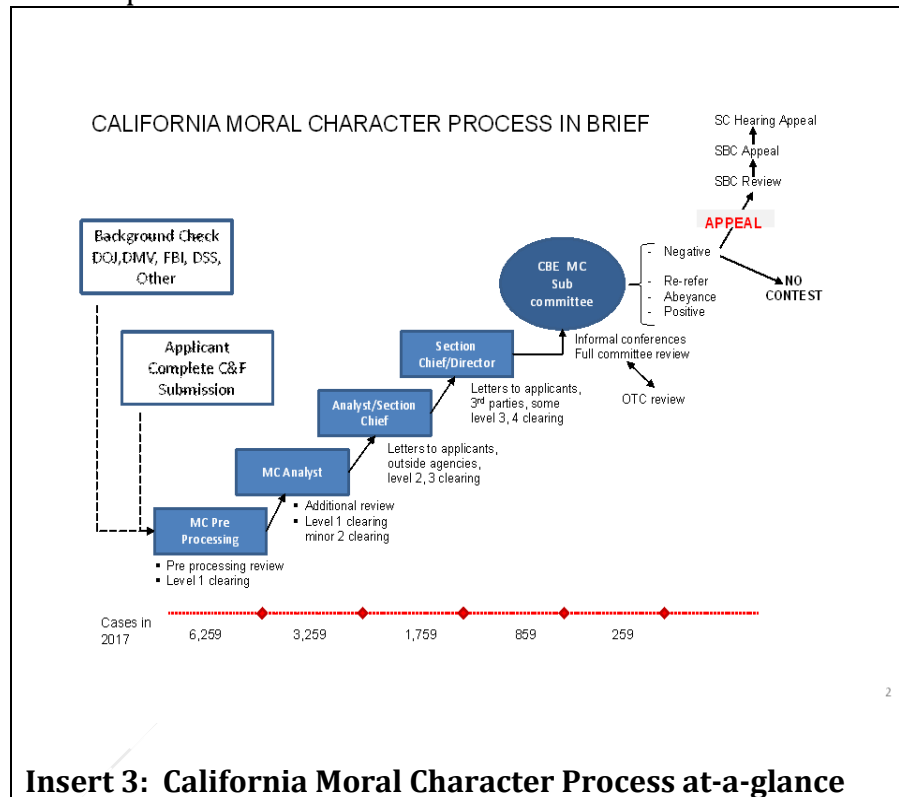 CALIFORNIA MORAL CHARACTER PROCESS IN BRIEF
SC Hearing Appeal
SBC Appeal
SBC Review
APPEAL
Background Check
DOJ,DMV, FBI, DSS,
Other
Applicant
Complete C&F
Submission
CBE MC
Sub
committee
- Negative
- Re-refer
- Abeyance
- Positive
NO
CONTEST
Section
Chief/Director
Informal conferences
Full committee review
OTC review
Analyst/Section
Chief
Letters to applicants,
3rd parties, some
level 3, 4 clearing
MC Analyst
Letters to applicants,
outside agencies,
level 2, 3 clearing
MC Pre
Processing
▪ Additional review
▪ Level 1 clearing
minor 2 clearing
▪ Pre processing review
▪ Level 1 clearing
Cases in
2017
6,259 3,259 1,759 859 259
2
Insert 3: California Moral Character Process at-a-glance